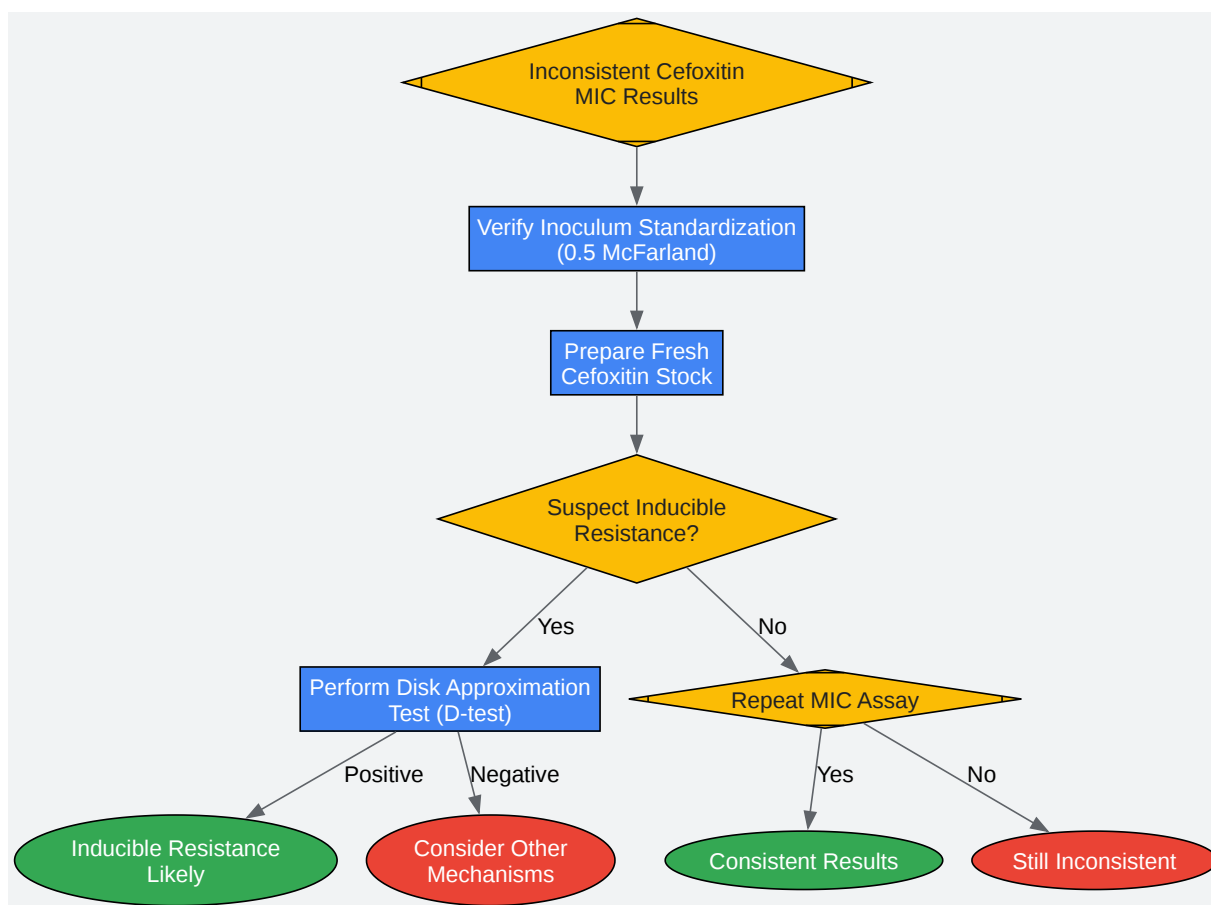 Inconsistent Cefoxitin
MIC Results
Verify Inoculum Standardization
(0.5 McFarland)
Prepare Fresh
Cefoxitin Stock
Suspect Inducible
Resistance?
Yes
No
Perform Disk Approximation
Test (D-test)
Repeat MIC Assay
Positive
Negative
Yes
No
Inducible Resistance
Likely
Consider Other
Mechanisms
Consistent Results
Still Inconsistent